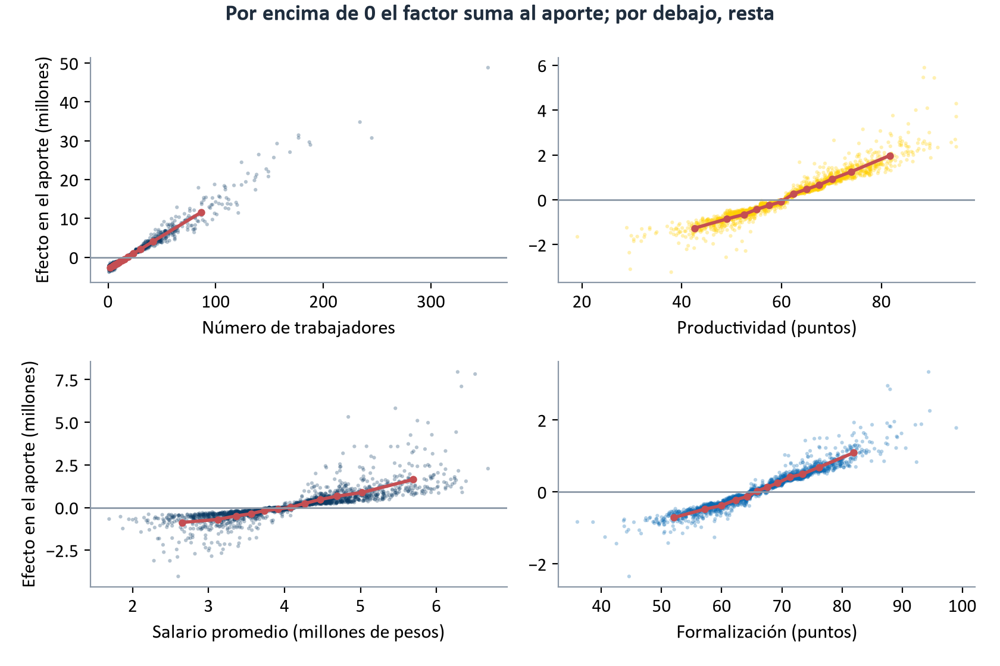 Por encima de 0 el factor suma al aporte; por debajo, resta
Efecto en el aporte (millones)
50
40
30
20
10
0
0 100 200 300
Número de trabajadores
6
4
2
0
−2
20 40 60 80
Productividad (puntos)
Efecto en el aporte (millones)
7.5
5.0
2.5
0.0
−2.5
2 3 4 5 6
Salario promedio (millones de pesos)
2
0
−2
40 50 60 70 80 90 100
Formalización (puntos)